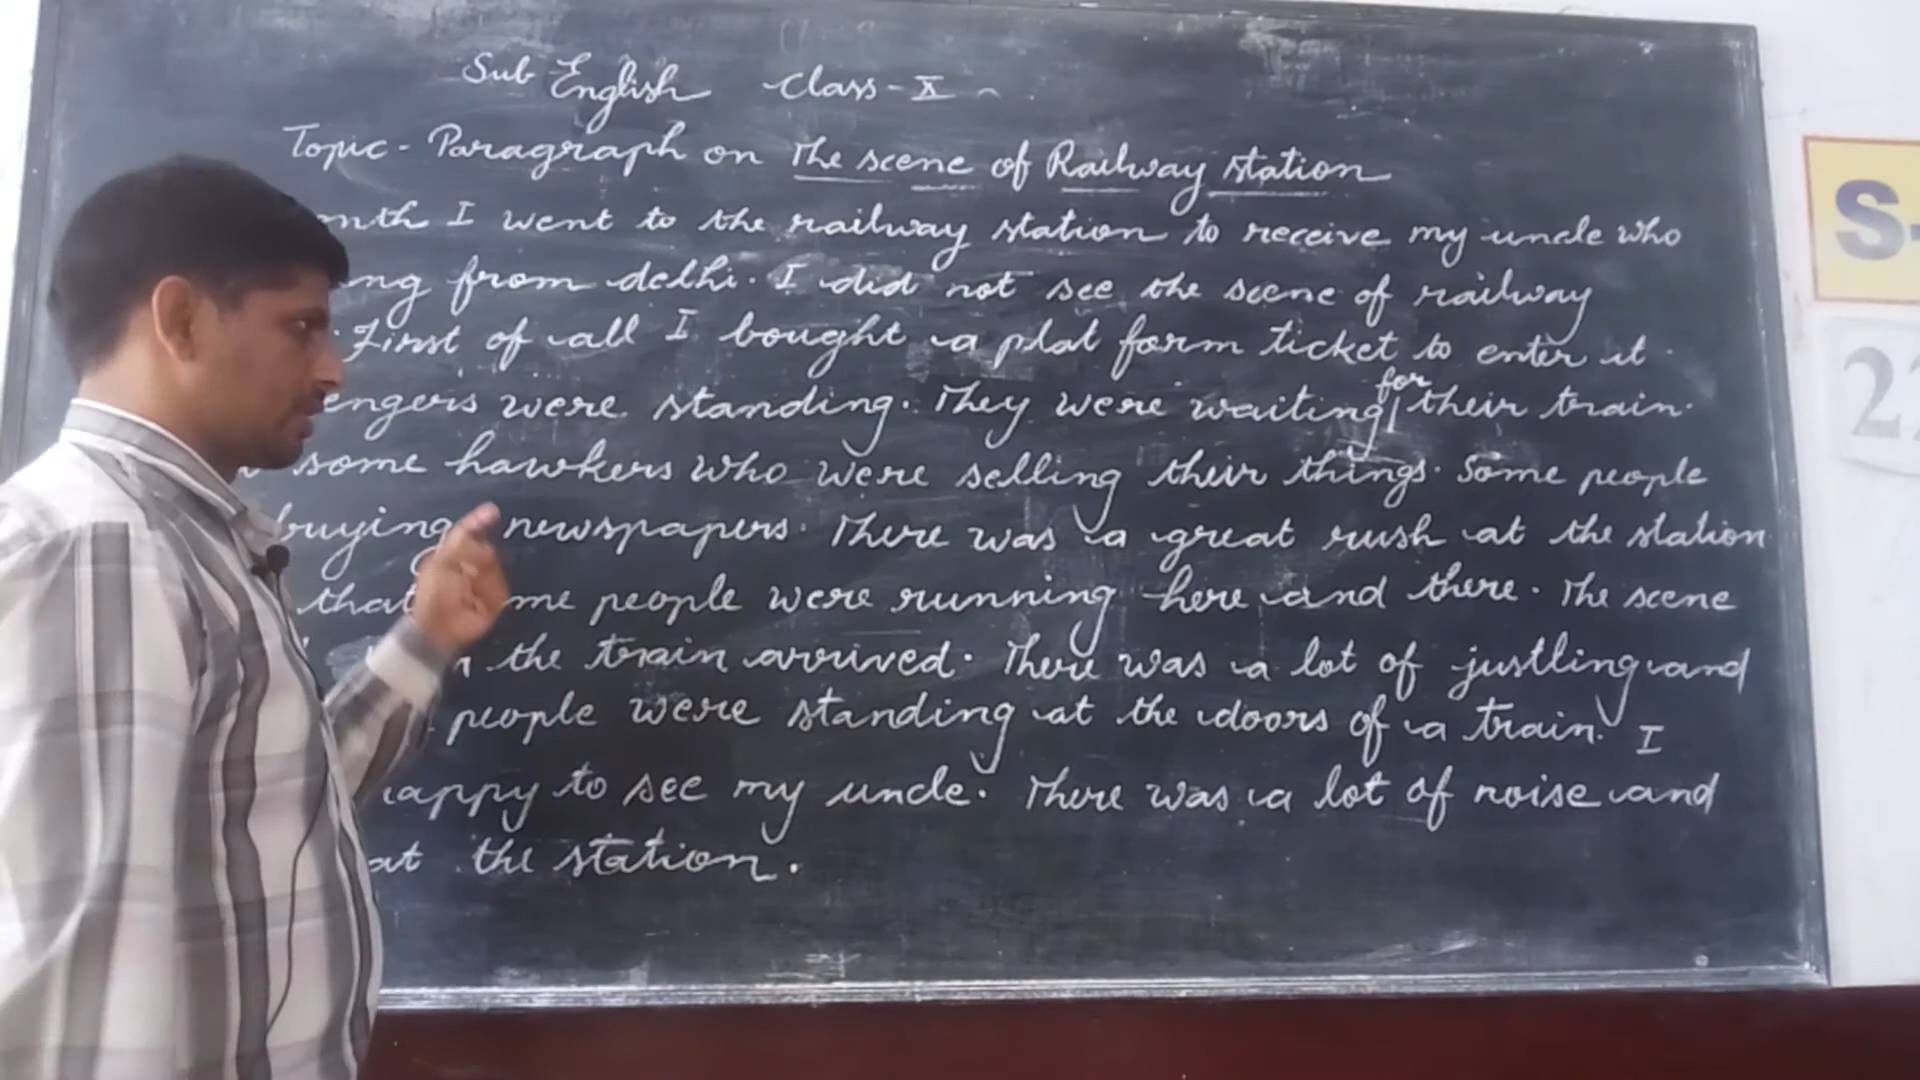 Sub English Class - X
Topic - Paragraph on The scene of Railway station
I went to the railway station to receive my uncle who
from delhi. I did not see the scene of railway
First of all I bought a plat form ticket to enter it.
were standing. They were waiting for their train.
some hawkers who were selling their things. Some people
buying newspapers. There was a great rush at the station
that people were running here and there. The scene
the train arrived. There was a lot of justling and
people were standing at the doors of a train. I
to see my uncle. There was a lot of noise and
at the station.
S-
22